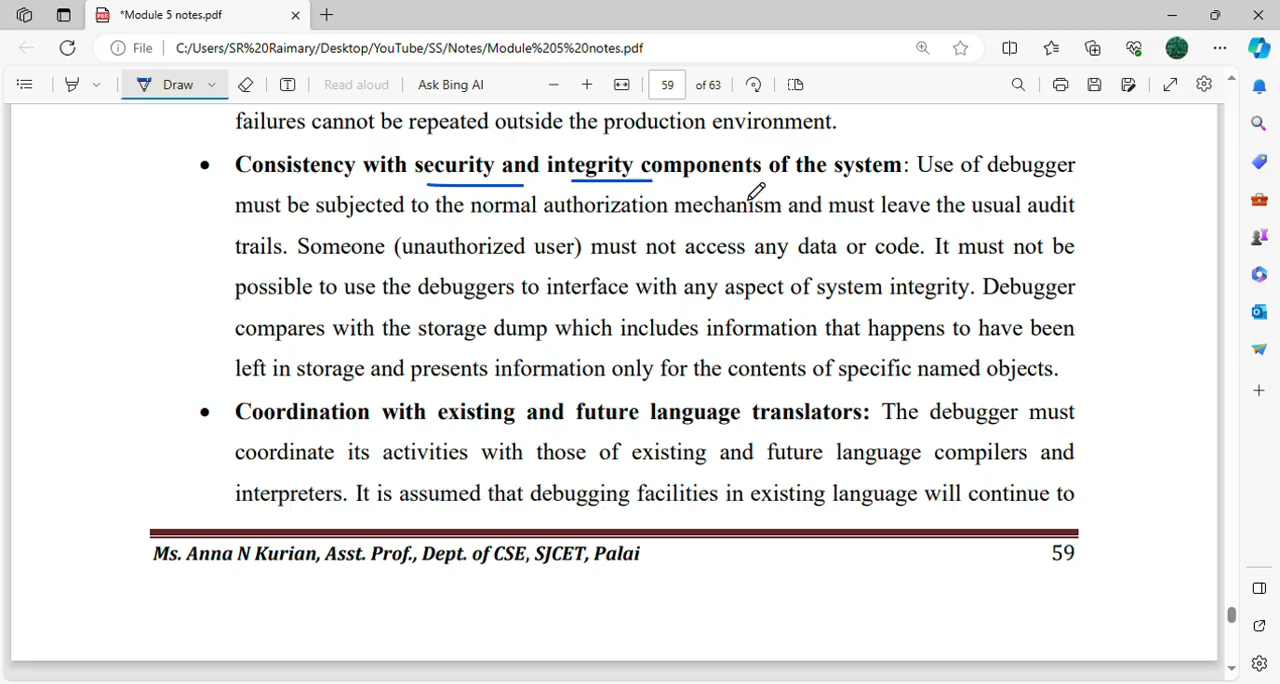 *Module 5 notes.pdf
File
C:/Users/SR%20Raimary/Desktop/YouTube/SS/Notes/Module%205%20notes.pdf
Draw
Read aloud
Ask Bing AI
59
of 63
failures cannot be repeated outside the production environment.
• Consistency with security and integrity components of the system: Use of debugger
must be subjected to the normal authorization mechanism and must leave the usual audit
trails. Someone (unauthorized user) must not access any data or code. It must not be
possible to use the debuggers to interface with any aspect of system integrity. Debugger
compares with the storage dump which includes information that happens to have been
left in storage and presents information only for the contents of specific named objects.
• Coordination with existing and future language translators: The debugger must
coordinate its activities with those of existing and future language compilers and
interpreters. It is assumed that debugging facilities in existing language will continue to
Ms. Anna N Kurian, Asst. Prof., Dept. of CSE, SJCET, Palai
59